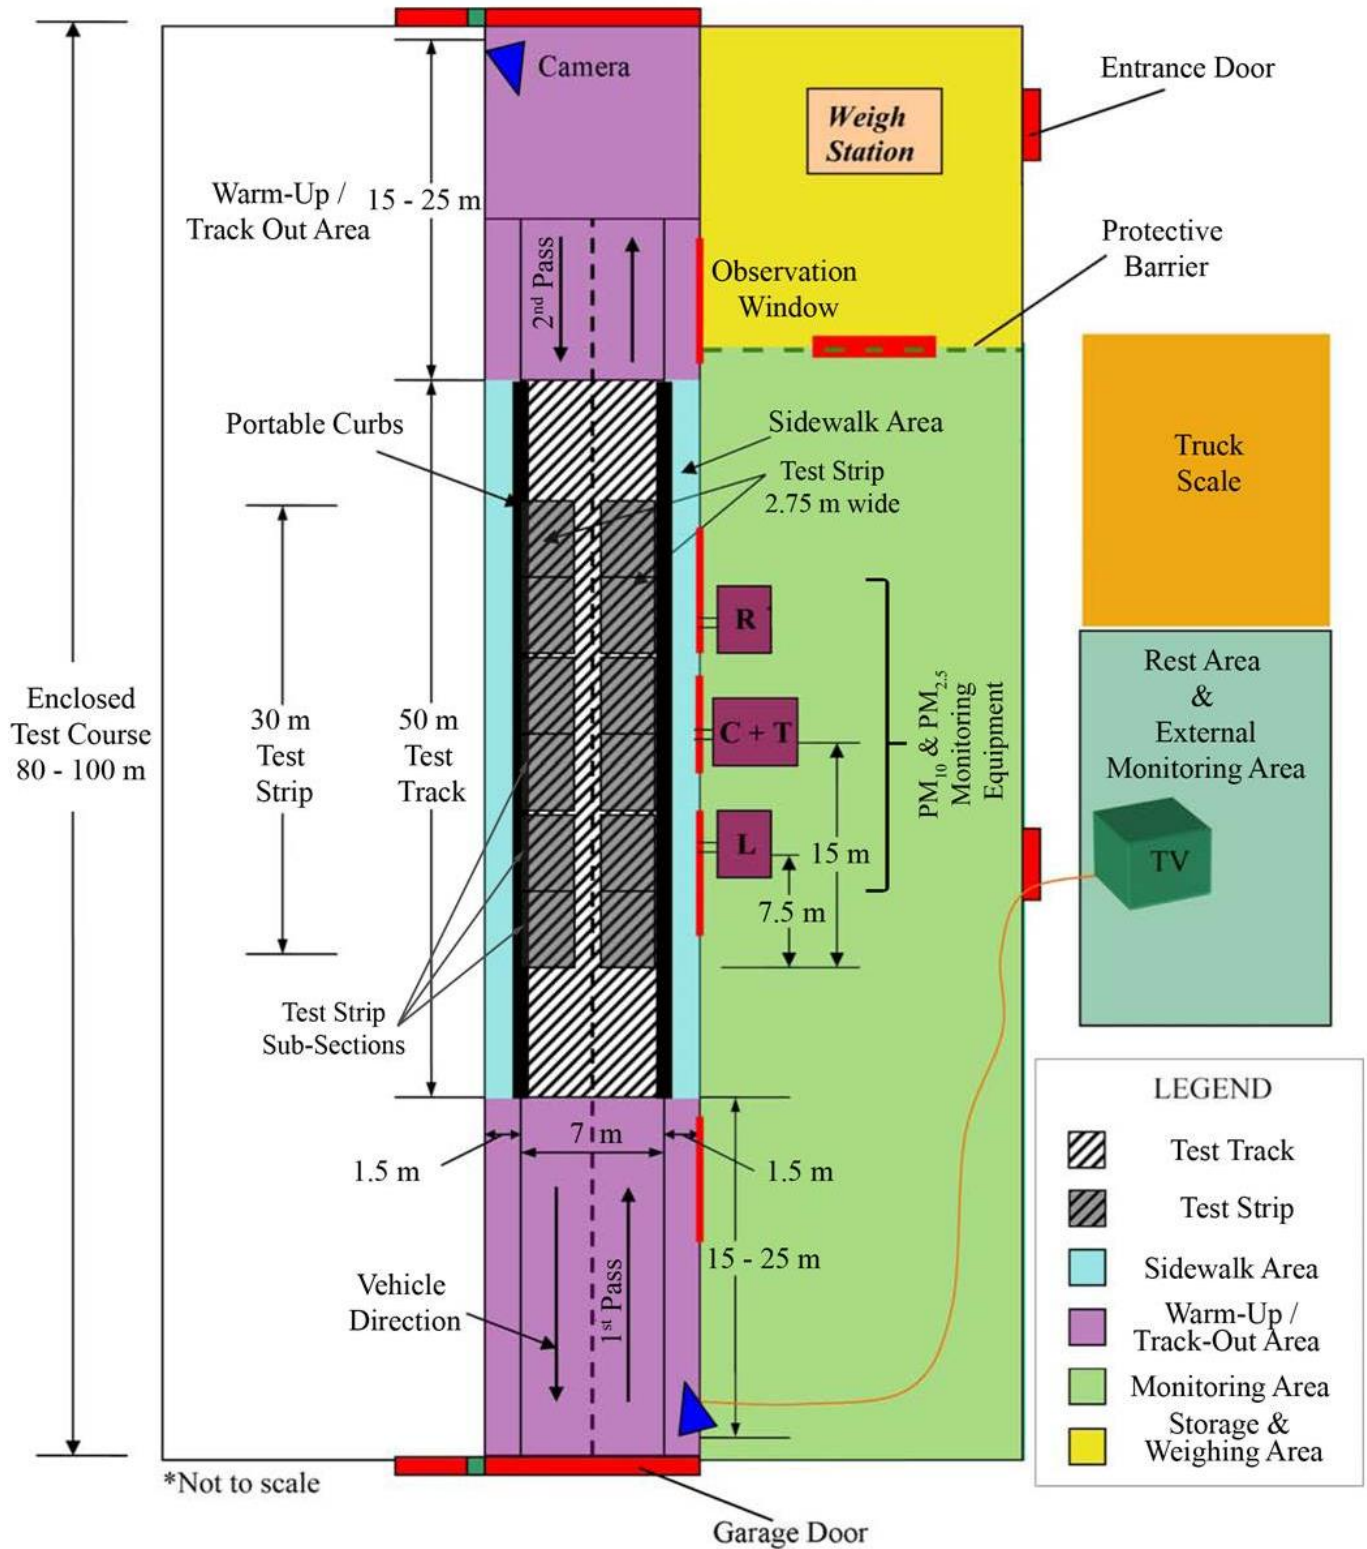 Camera
Entrance Door
Weigh
Station
Warm-Up /
Track Out Area
15 - 25 m
2nd Pass
Observation
Window
Protective
Barrier
Portable Curbs
Sidewalk Area
Test Strip
2.75 m wide
Truck
Scale
Enclosed
Test Course
80 - 100 m
30 m
Test
Strip
50 m
Test
Track
R
C + T
L
15 m
7.5 m
PM10 & PM2.5
Monitoring
Equipment
Rest Area
&
External
Monitoring Area
TV
Test Strip
Sub-Sections
7 m
1.5 m
1.5 m
15 - 25 m
Vehicle
Direction
1st Pass
LEGEND
Test Track
Test Strip
Sidewalk Area
Warm-Up /
Track-Out Area
Monitoring Area
Storage &
Weighing Area
*Not to scale
Garage Door